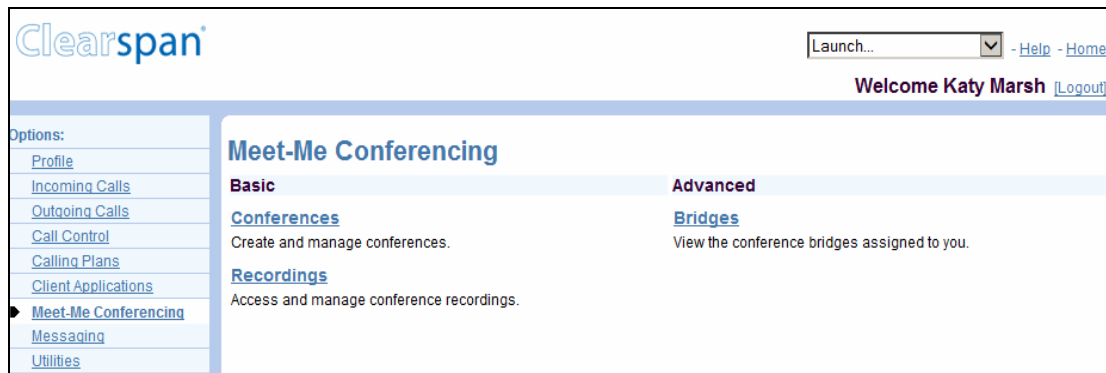 Clearspan®
Launch... - Help - Home
Welcome Katy Marsh [Logout]
Options:
Profile
Incoming Calls
Outgoing Calls
Call Control
Calling Plans
Client Applications
Meet-Me Conferencing
Messaging
Utilities
Meet-Me Conferencing
Basic
Conferences
Create and manage conferences.
Recordings
Access and manage conference recordings.
Advanced
Bridges
View the conference bridges assigned to you.